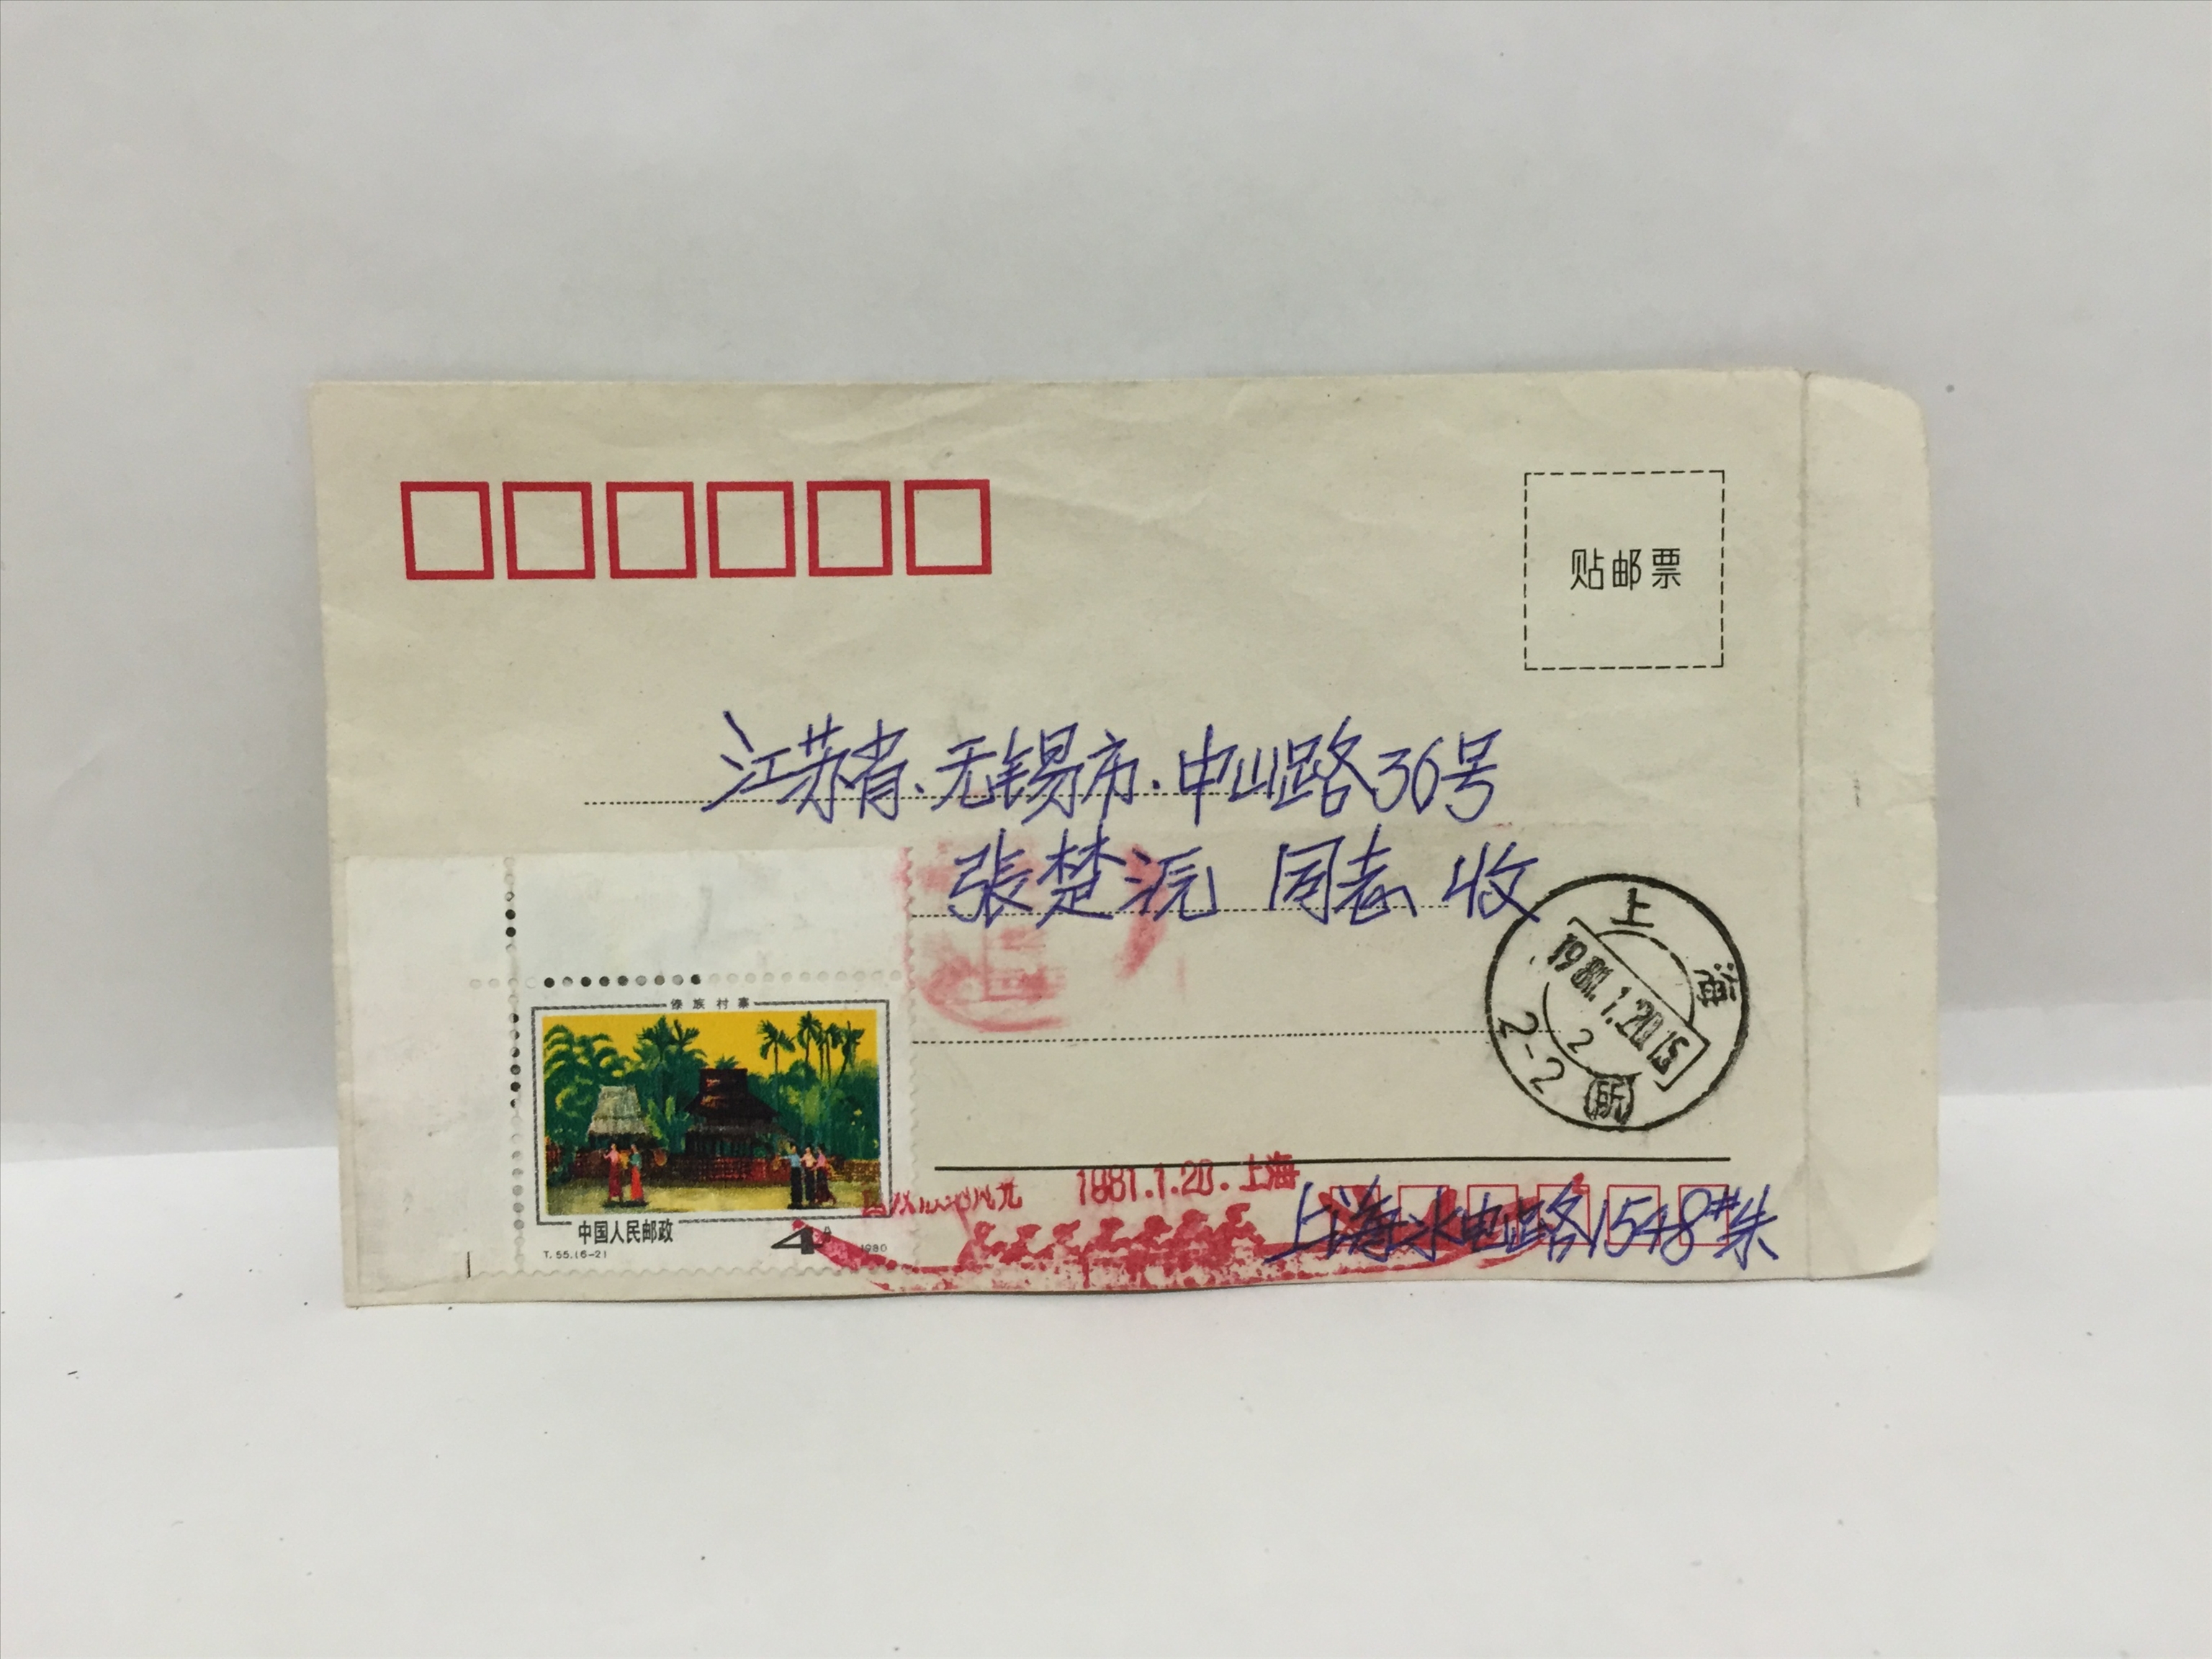 贴邮票
江苏省、无锡市、中山路36号
張楚沅 同志 收
上海
1981.1.20.15
2
2-2 (所)
傣族村寨
中国人民邮政
4分
T.55.(6-2)
1980
1981.1.20.上海
上海水电路1548#朱